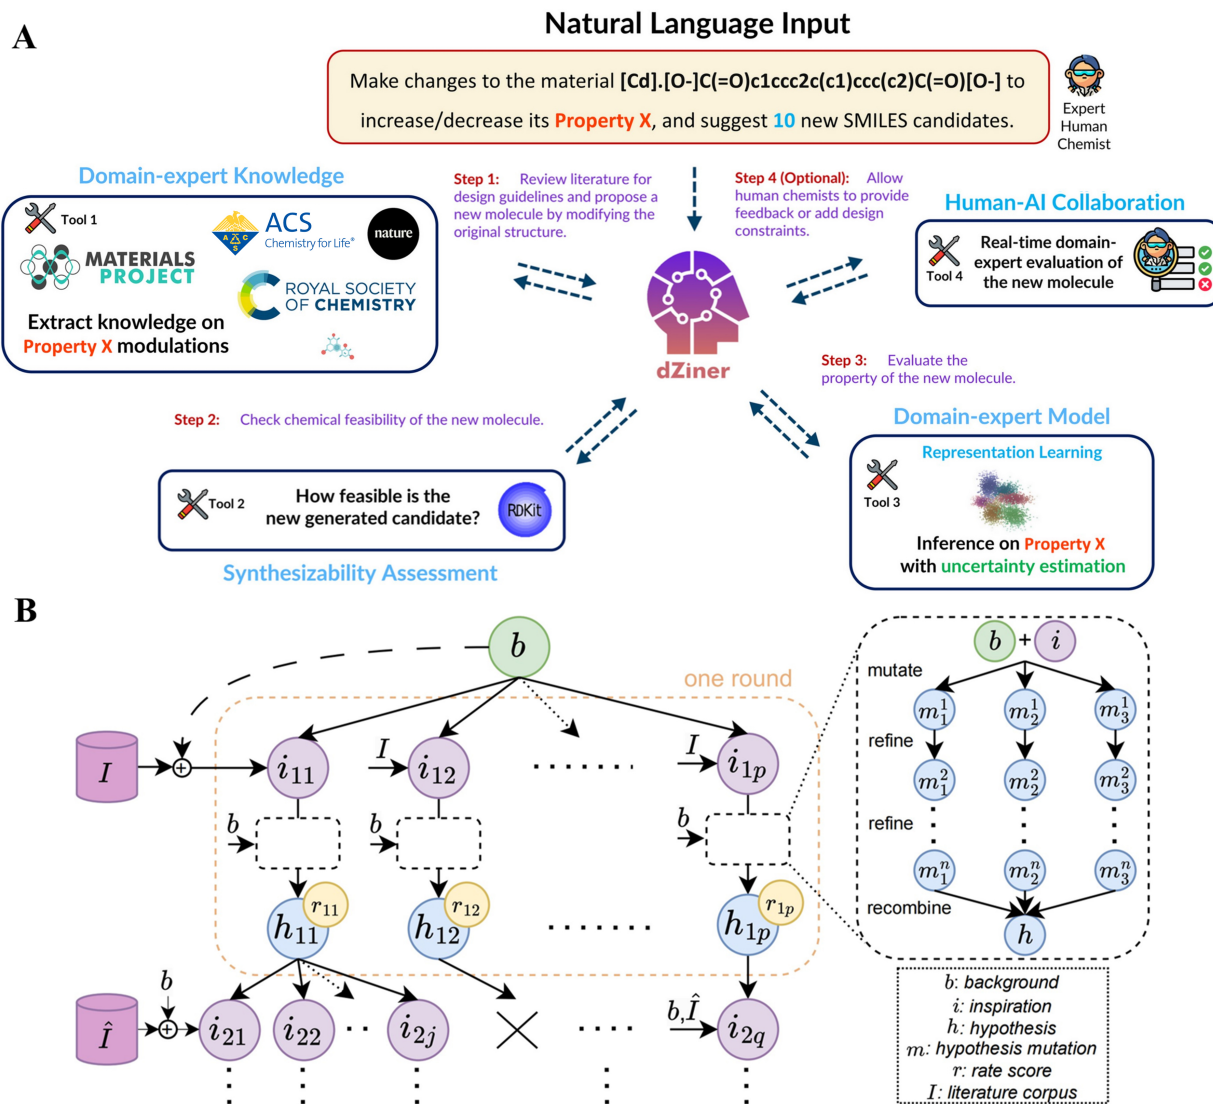 A
Natural Language Input
Make changes to the material [Cd].[O-]C(=O)c1ccc2c(c1)ccc(c2)C(=O)[O-] to
increase/decrease its Property X, and suggest 10 new SMILES candidates.
Expert
Human
Chemist
Domain-expert Knowledge
Tool 1
ACS
Chemistry for Life®
nature
MATERIALS
PROJECT
ROYAL SOCIETY
OF CHEMISTRY
Extract knowledge on
Property X modulations
Step 1: Review literature for
design guidelines and propose a
new molecule by modifying the
original structure.
Step 4 (Optional): Allow
human chemists to provide
feedback or add design
constraints.
Human-AI Collaboration
Tool 4
Real-time domain-
expert evaluation of
the new molecule
dZiner
Step 3: Evaluate the
property of the new molecule.
Step 2: Check chemical feasibility of the new molecule.
Tool 2
How feasible is the
new generated candidate?
RDKit
Synthesizability Assessment
Domain-expert Model
Representation Learning
Tool 3
Inference on Property X
with uncertainty estimation
B
b
one round
I
+
i₁₁
I
i₁₂
I
i₁ₚ
b
b
b
h₁₁
r₁₁
h₁₂
r₁₂
h₁ₚ
r₁ₚ
Î
b
+
i₂₁
i₂₂
i₂ⱼ
b,Î
i_{2q}
b + i
mutate
m₁¹ m₂¹ m₃¹
refine
m₁² m₂² m₃²
refine
m₁ⁿ m₂ⁿ m₃ⁿ
recombine
h
b: background
i: inspiration
h: hypothesis
m: hypothesis mutation
r: rate score
I: literature corpus